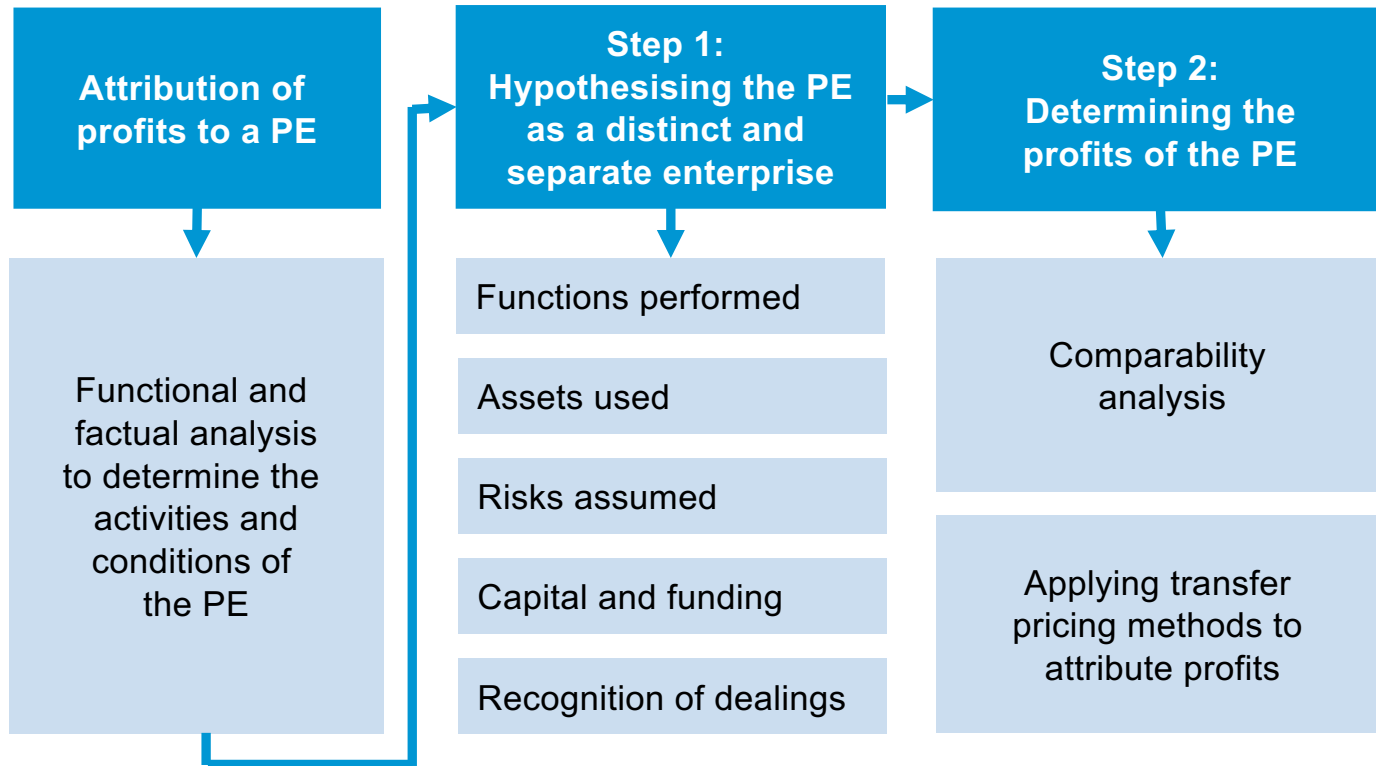 Attribution of
profits to a PE
Functional and
factual analysis
to determine the
activities and
conditions of
the PE
Step 1:
Hypothesising the PE
as a distinct and
separate enterprise
Functions performed
Assets used
Risks assumed
Capital and funding
Recognition of dealings
Step 2:
Determining the
profits of the PE
Comparability
analysis
Applying transfer
pricing methods to
attribute profits